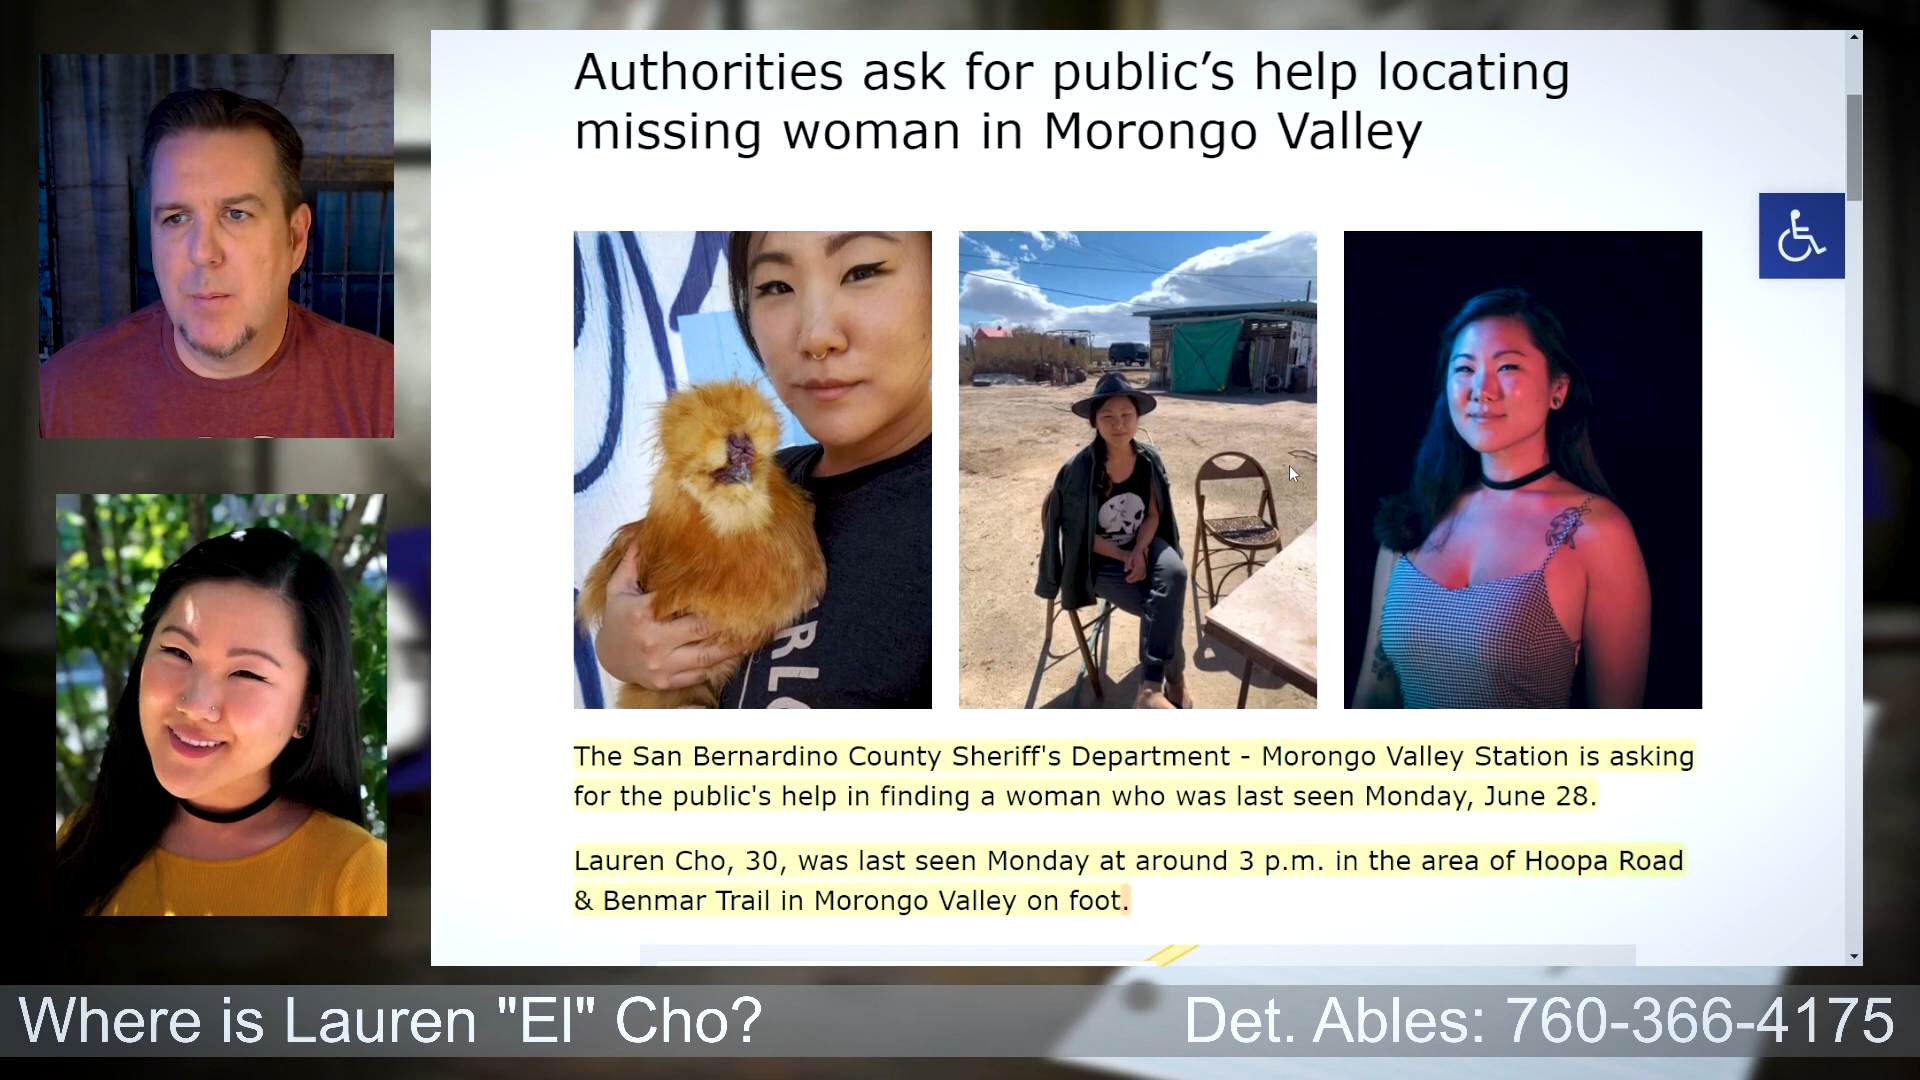 Authorities ask for public’s help locating
missing woman in Morongo Valley
RLO
The San Bernardino County Sheriff's Department - Morongo Valley Station is asking
for the public's help in finding a woman who was last seen Monday, June 28.
Lauren Cho, 30, was last seen Monday at around 3 p.m. in the area of Hoopa Road
& Benmar Trail in Morongo Valley on foot.
Where is Lauren "El" Cho?
Det. Ables: 760-366-4175